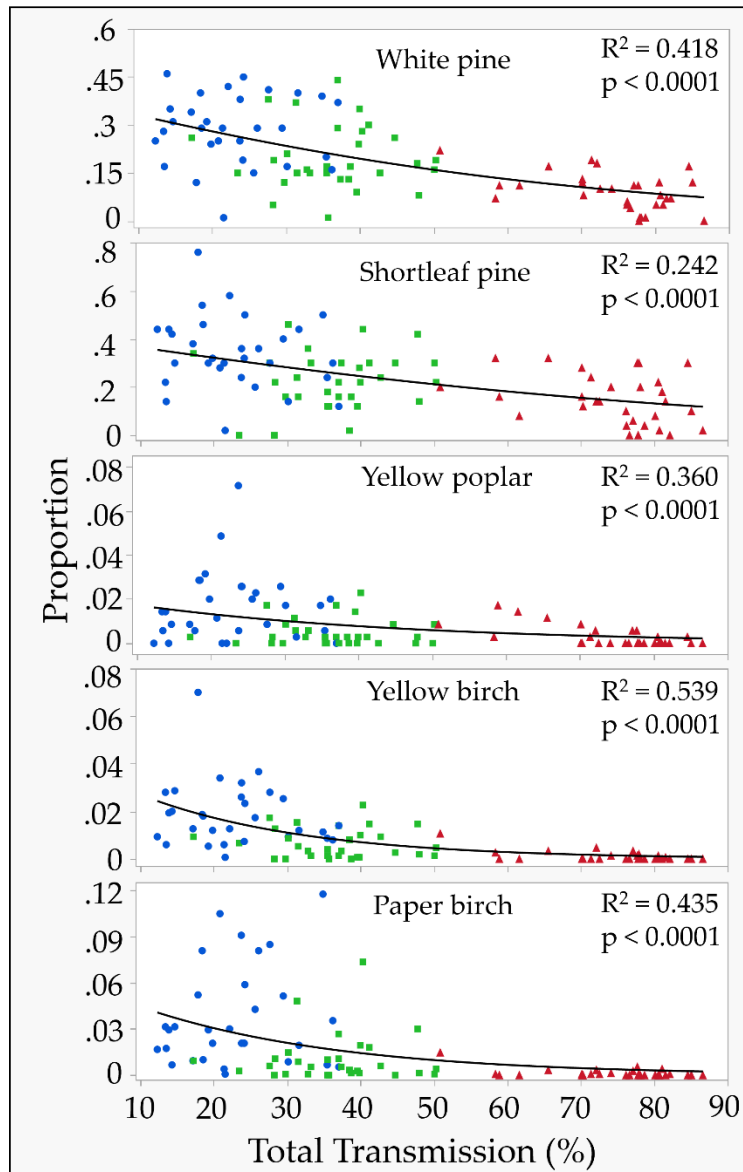 .6
.45
.3
.15
0
White pine
R² = 0.418
p < 0.0001
.8
.6
.4
.2
0
Shortleaf pine
R² = 0.242
p < 0.0001
0.08
.06
.04
.02
0
Yellow poplar
R² = 0.360
p < 0.0001
Proportion
0.08
.06
.04
.02
0
Yellow birch
R² = 0.539
p < 0.0001
0.12
.09
.06
.03
0
Paper birch
R² = 0.435
p < 0.0001
10 20 30 40 50 60 70 80 90
Total Transmission (%)